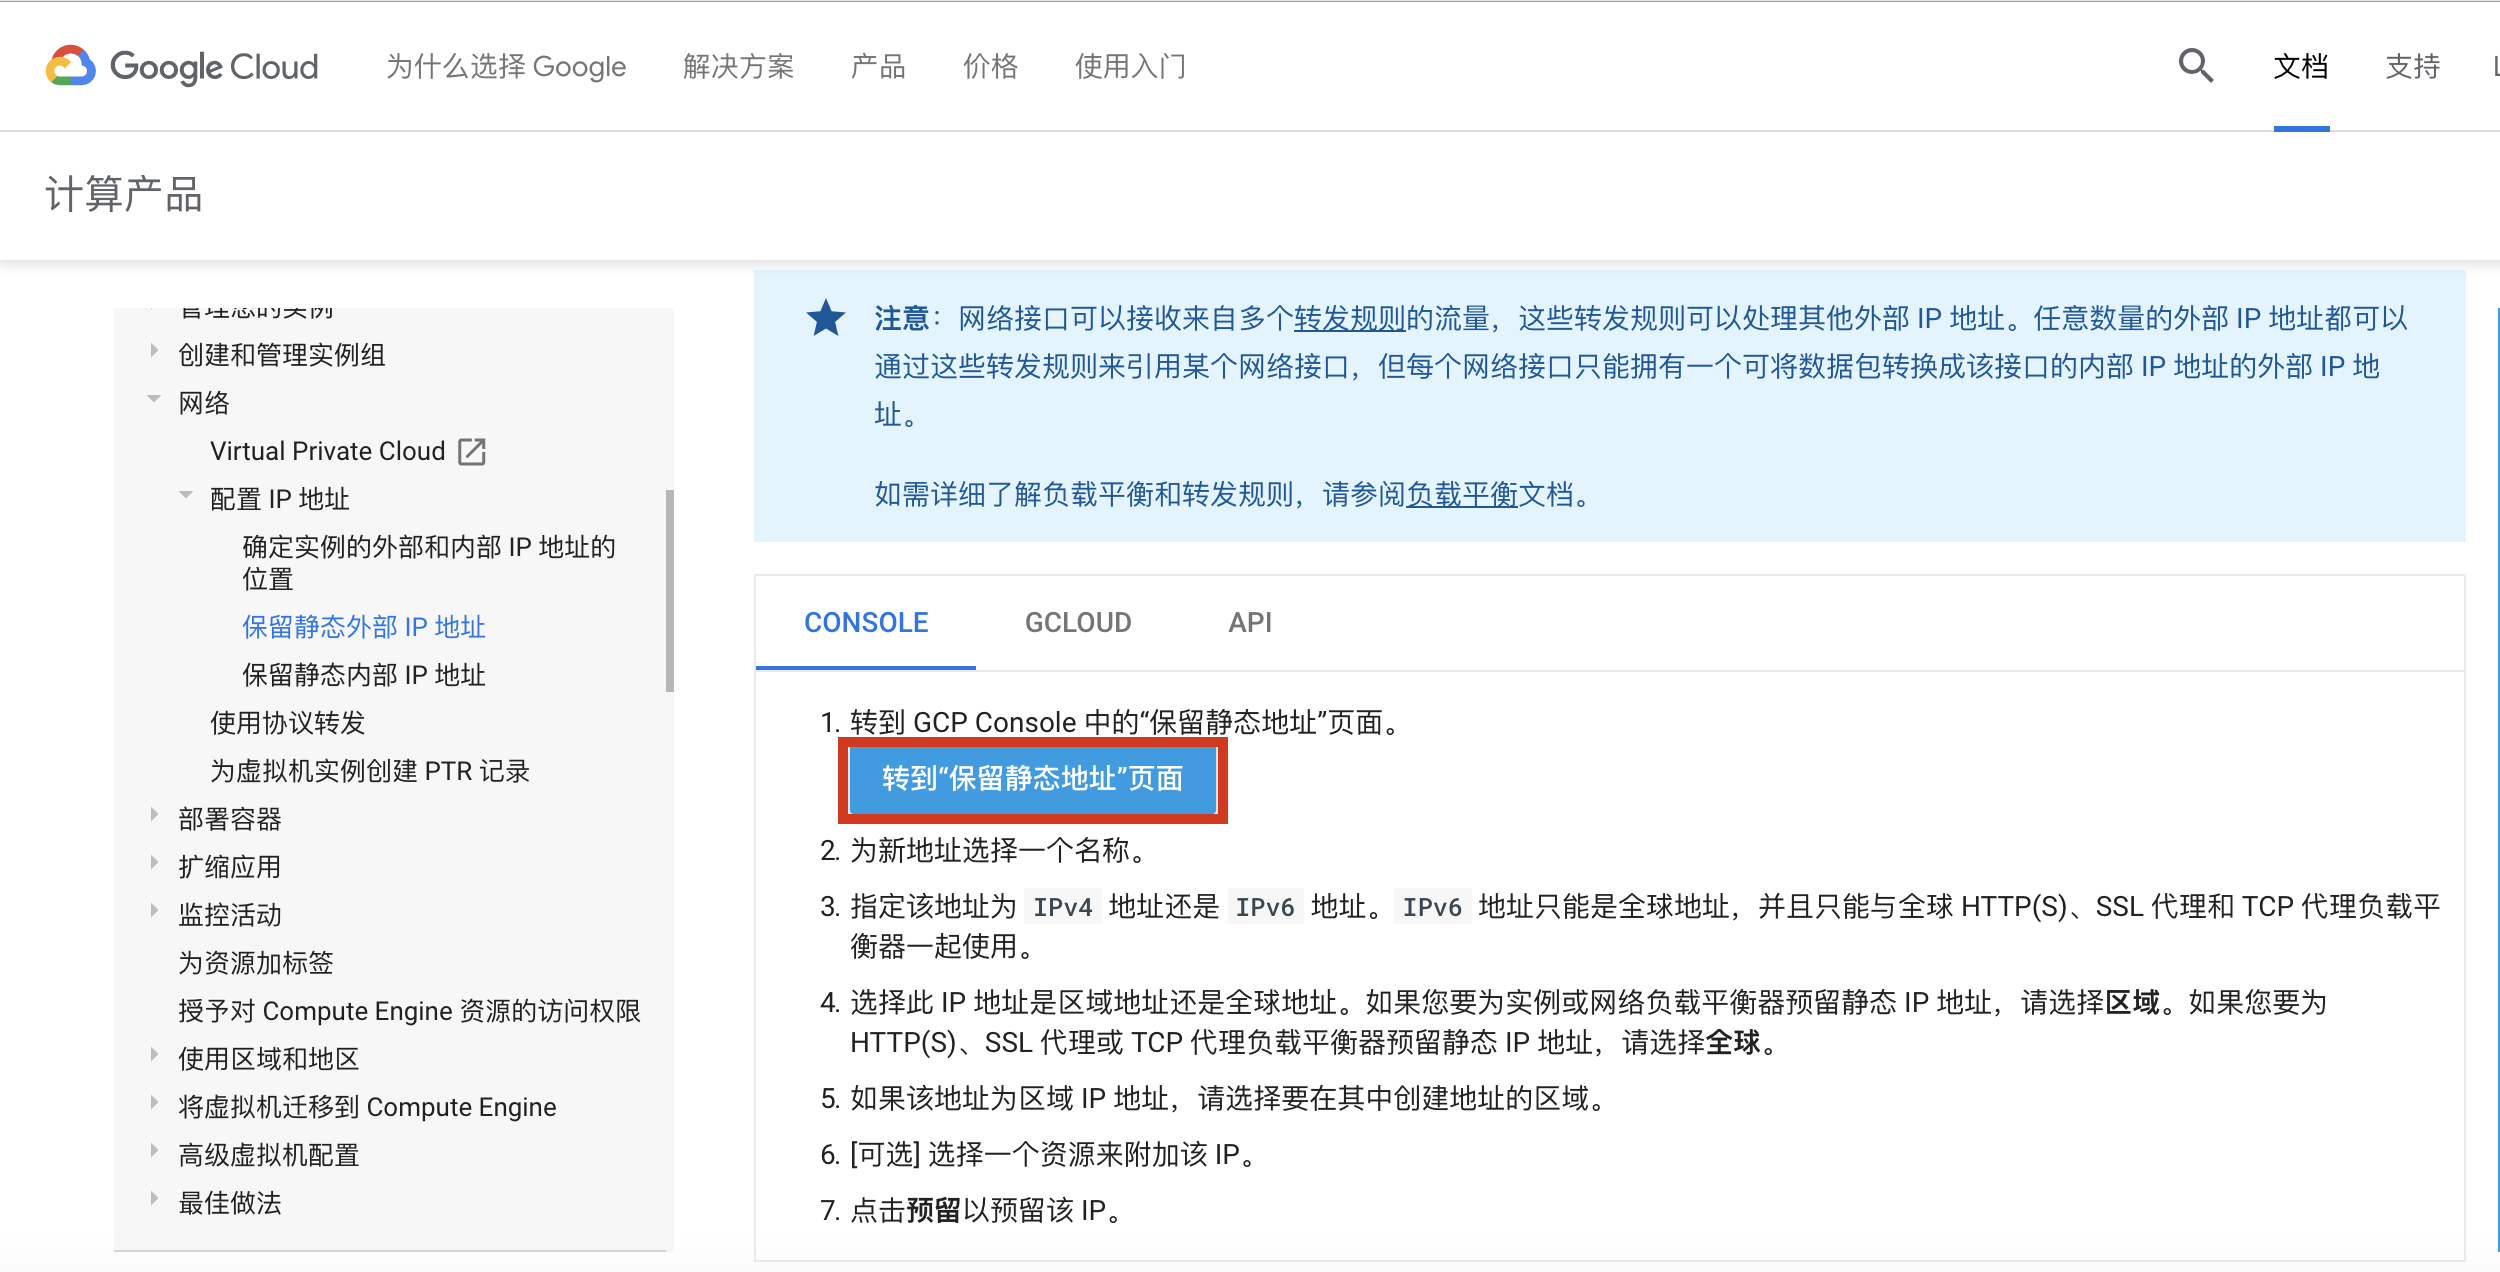 Google Cloud 为什么选择 Google 解决方案 产品 价格 使用入门 文档 支持
计算产品
管理您的实例
创建和管理实例组
网络
Virtual Private Cloud
配置 IP 地址
确定实例的外部和内部 IP 地址的
位置
保留静态外部 IP 地址
保留静态内部 IP 地址
使用协议转发
为虚拟机实例创建 PTR 记录
部署容器
扩缩应用
监控活动
为资源加标签
授予对 Compute Engine 资源的访问权限
使用区域和地区
将虚拟机迁移到 Compute Engine
高级虚拟机配置
最佳做法
注意：网络接口可以接收来自多个转发规则的流量，这些转发规则可以处理其他外部 IP 地址。任意数量的外部 IP 地址都可以
通过这些转发规则来引用某个网络接口，但每个网络接口只能拥有一个可将数据包转换成该接口的内部 IP 地址的外部 IP 地
址。
如需详细了解负载平衡和转发规则，请参阅负载平衡文档。
CONSOLE GCLOUD API
1. 转到 GCP Console 中的“保留静态地址”页面。
转到“保留静态地址”页面
2. 为新地址选择一个名称。
3. 指定该地址为 IPv4 地址还是 IPv6 地址。IPv6 地址只能是全球地址，并且只能与全球 HTTP(S)、SSL 代理和 TCP 代理负载平
衡器一起使用。
4. 选择此 IP 地址是区域地址还是全球地址。如果您要为实例或网络负载平衡器预留静态 IP 地址，请选择区域。如果您要为
HTTP(S)、SSL 代理或 TCP 代理负载平衡器预留静态 IP 地址，请选择全球。
5. 如果该地址为区域 IP 地址，请选择要在其中创建地址的区域。
6. [可选] 选择一个资源来附加该 IP。
7. 点击预留以预留该 IP。